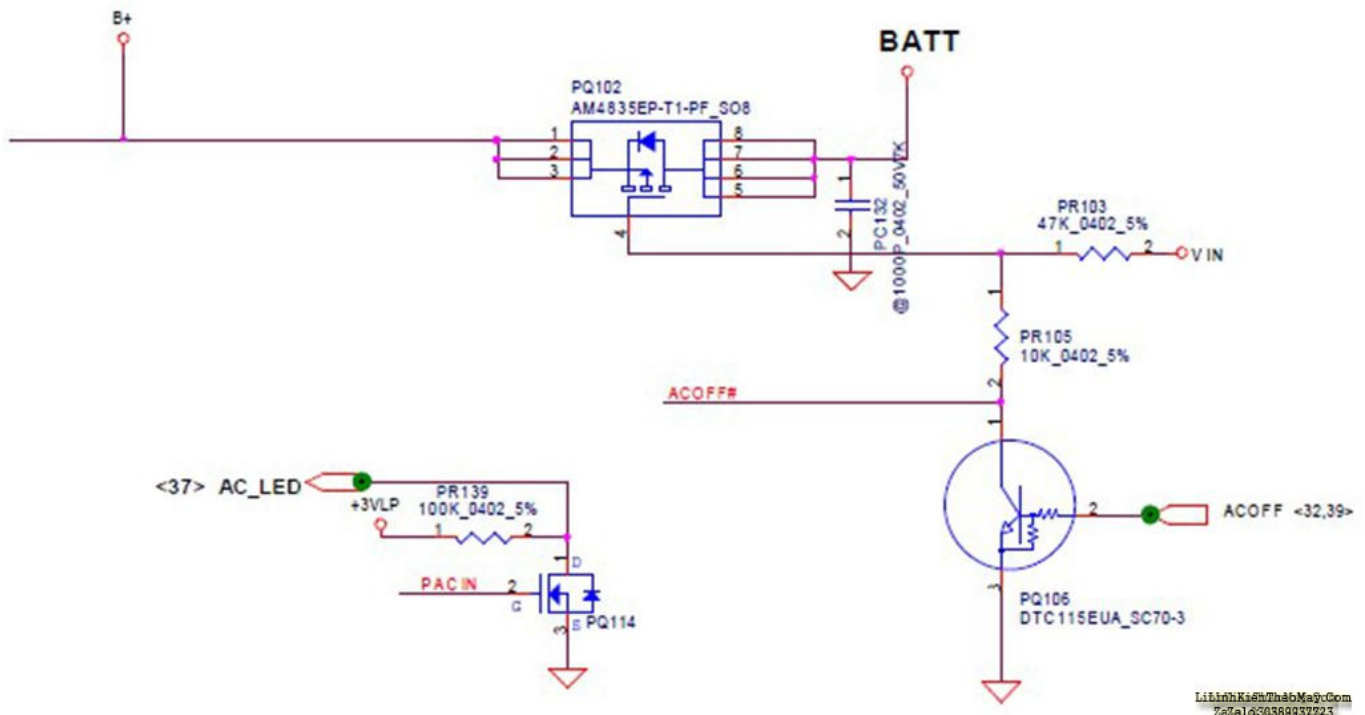 B+
BATT
PQ102
AM4835EP-T1-PF_SO8
1
2
3
4
8
7
6
5
1
2
PC132
@1000P_0402_50V7K
PR103
47K_0402_5%
1
2
VIN
1
PR105
10K_0402_5%
2
ACOFF#
1
2
ACOFF <32,39>
3
PQ106
DTC115EUA_SC70-3
<37> AC_LED
+3VLP
PR139
100K_0402_5%
1
2
1
D
PACIN
2
G
3
S
PQ114